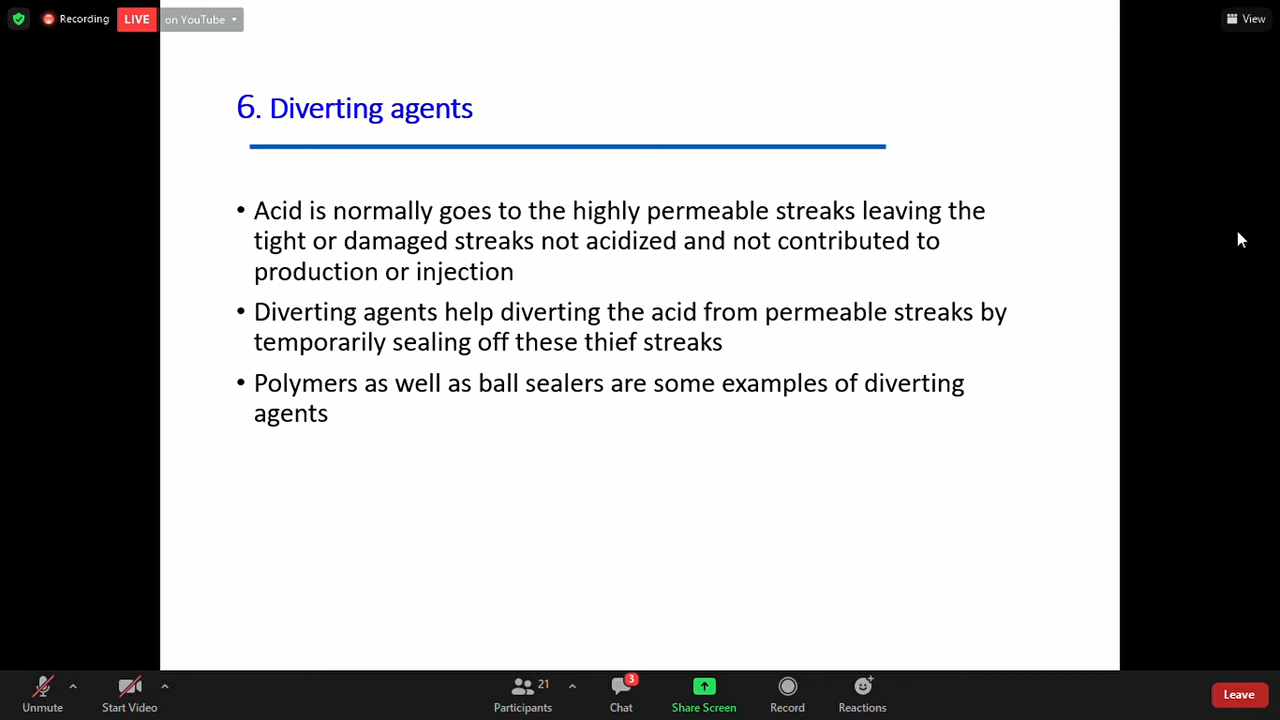 Recording LIVE on YouTube View
6. Diverting agents
• Acid is normally goes to the highly permeable streaks leaving the
tight or damaged streaks not acidized and not contributed to
production or injection
• Diverting agents help diverting the acid from permeable streaks by
temporarily sealing off these thief streaks
• Polymers as well as ball sealers are some examples of diverting
agents
21 3
Unmute Start Video Participants Chat Share Screen Record Reactions Leave